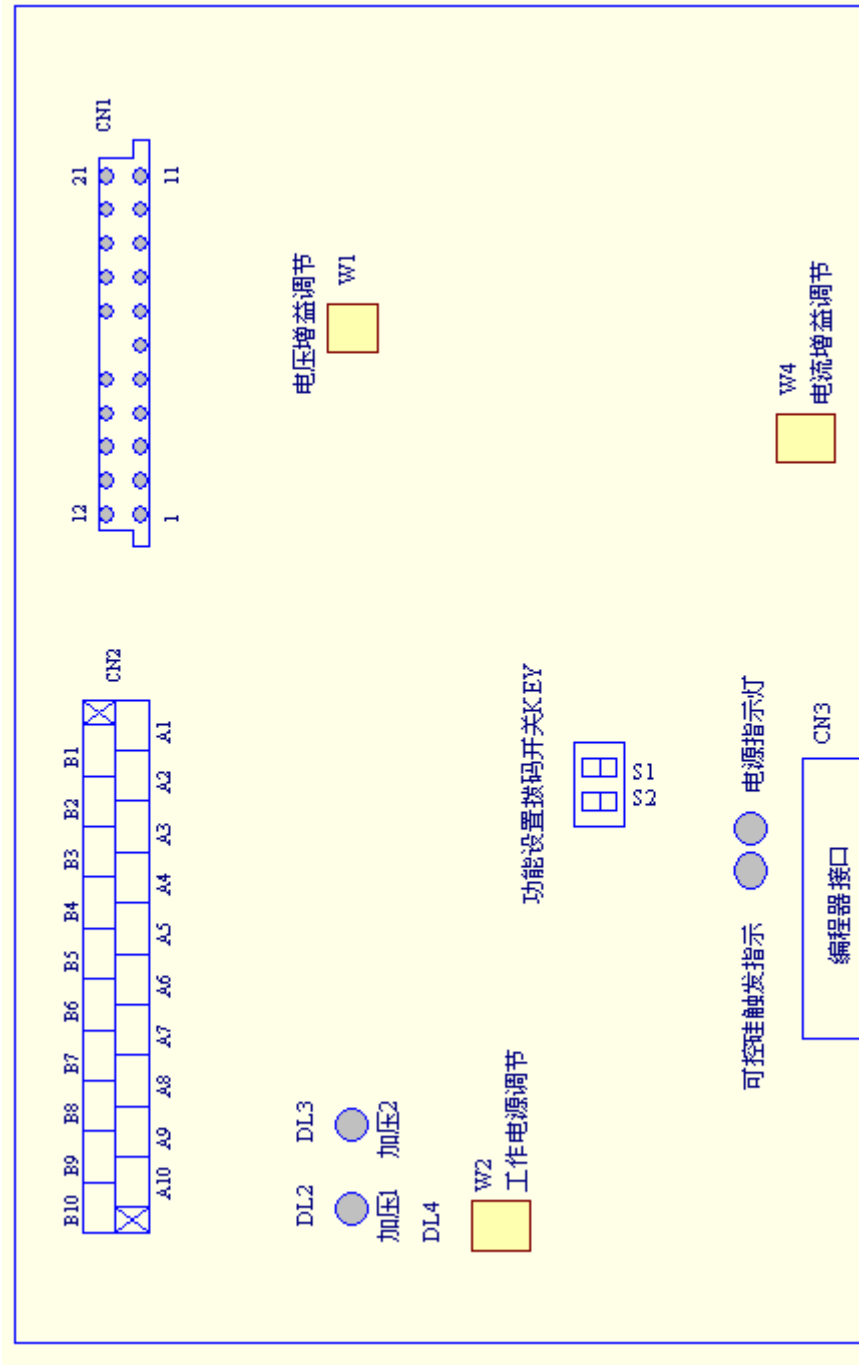 CN1
21
11
12
1
电压增益调节
W1
W4
电流增益调节
CN2
B1
B2
B3
B4
B5
B6
B7
B8
B9
B10
A1
A2
A3
A4
A5
A6
A7
A8
A9
A10
功能设置拨码开关KEY
S1
S2
电源指示灯
可控硅触发指示
CN3
编程器接口
DL3
加压2
DL2
加压1
DL4
W2
工作电源调节